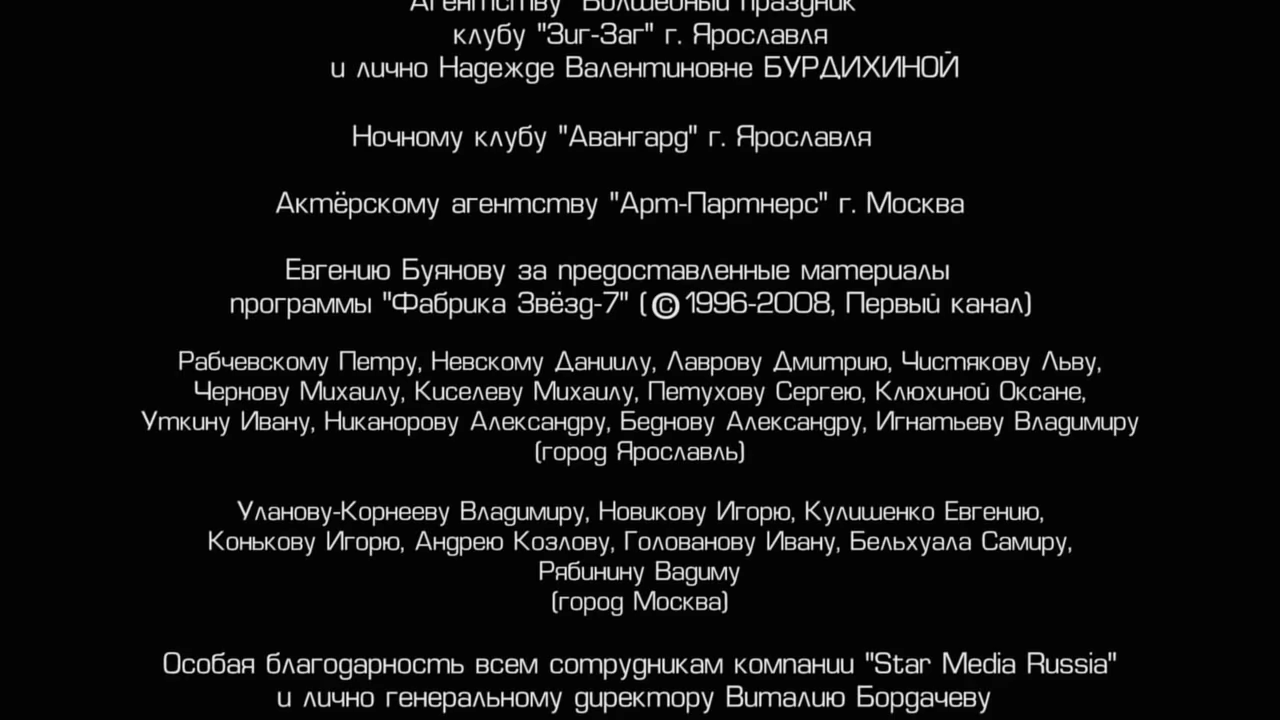 Агентству "Волшебный праздник"
клубу "Зиг-Заг" г. Ярославля
и лично Надежде Валентиновне БУРДИХИНОЙ
Ночному клубу "Авангард" г. Ярославля
Актёрскому агентству "Арт-Партнерс" г. Москва
Евгению Буянову за предоставленные материалы
программы "Фабрика Звёзд-7" (©1996-2008, Первый канал)
Рабчевскому Петру, Невскому Даниилу, Лаврову Дмитрию, Чистякову Льву,
Чернову Михаилу, Киселеву Михаилу, Петухову Сергею, Клюхиной Оксане,
Уткину Ивану, Никанорову Александру, Беднову Александру, Игнатьеву Владимиру
(город Ярославль)
Уланову-Корнееву Владимиру, Новикову Игорю, Кулишенко Евгению,
Конькову Игорю, Андрею Козлову, Голованову Ивану, Бельхуала Самиру,
Рябинину Вадиму
(город Москва)
Особая благодарность всем сотрудникам компании "Star Media Russia"
и лично генеральному директору Виталию Бордачеву